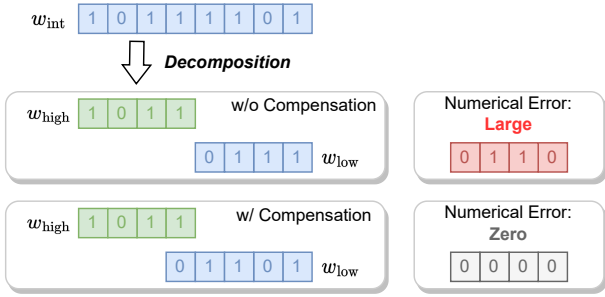 w_int 1 0 1 1 1 1 0 1
Decomposition
w_high 1 0 1 1 w/o Compensation
0 1 1 1 w_low
Numerical Error:
Large
0 1 1 0
w_high 1 0 1 1 w/ Compensation
0 1 1 0 1 w_low
Numerical Error:
Zero
0 0 0 0